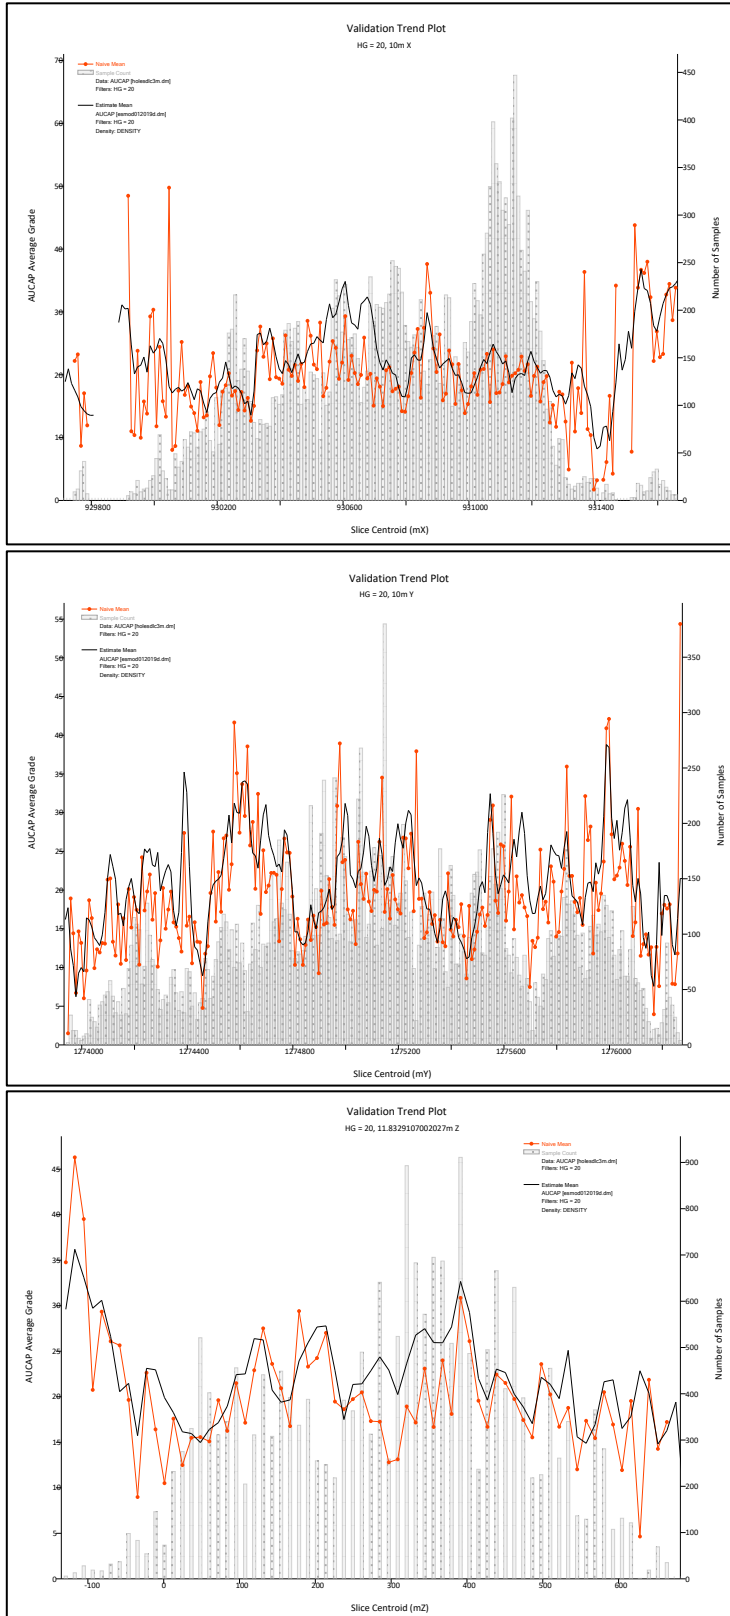 Validation Trend Plot
HG = 20, 10m X
Naive Mean
Sample Count
Data: AUCAP [holesdlc3m.dm]
Filters: HG = 20
Estimate Mean
AUCAP [esmod012019d.dm]
Filters: HG = 20
Density: DENSITY
AUCAP Average Grade
Number of Samples
70
60
50
40
30
20
10
0
450
400
350
300
250
200
150
100
50
0
929800
930200
930600
931000
931400
Slice Centroid (mX)
Validation Trend Plot
HG = 20, 10m Y
Naive Mean
Sample Count
Data: AUCAP [holesdlc3m.dm]
Filters: HG = 20
Estimate Mean
AUCAP [esmod012019d.dm]
Filters: HG = 20
Density: DENSITY
AUCAP Average Grade
Number of Samples
55
50
45
40
35
30
25
20
15
10
5
0
350
300
250
200
150
100
50
0
1274000
1274400
1274800
1275200
1275600
1276000
Slice Centroid (mY)
Validation Trend Plot
HG = 20, 11.8329107002027m Z
Naive Mean
Sample Count
Data: AUCAP [holesdlc3m.dm]
Filters: HG = 20
Estimate Mean
AUCAP [esmod012019d.dm]
Filters: HG = 20
Density: DENSITY
AUCAP Average Grade
Number of Samples
45
40
35
30
25
20
15
10
5
0
900
800
700
600
500
400
300
200
100
0
-100
0
100
200
300
400
500
600
Slice Centroid (mZ)